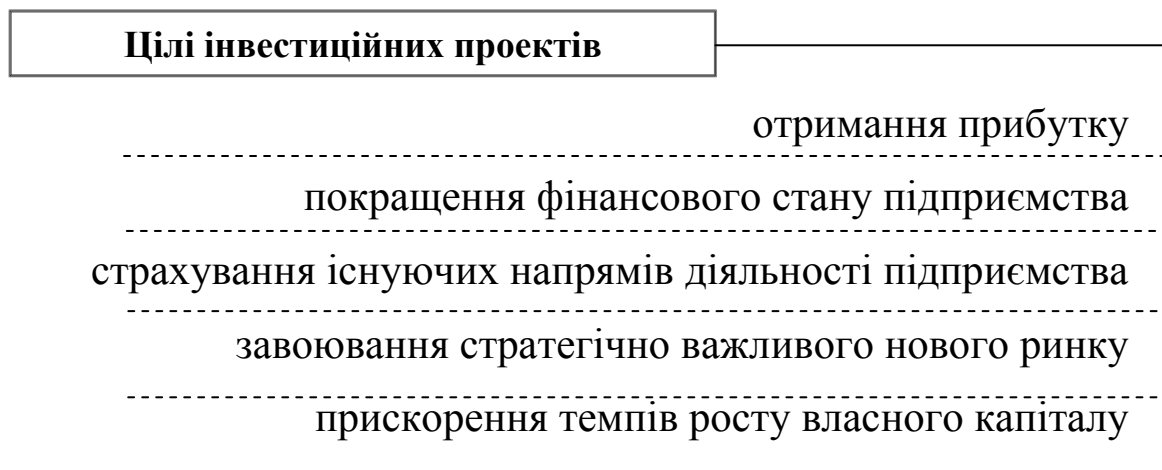 Цілі інвестиційних проектів
отримання прибутку
покращення фінансового стану підприємства
страхування існуючих напрямів діяльності підприємства
завоювання стратегічно важливого нового ринку
прискорення темпів росту власного капіталу